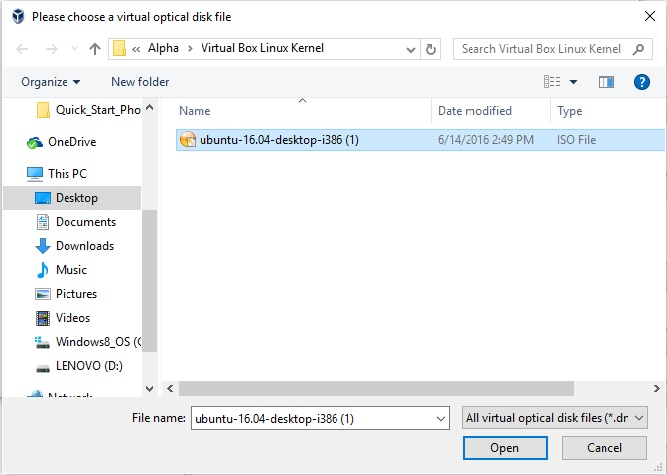 Please choose a virtual optical disk file
« Alpha > Virtual Box Linux Kernel
Search Virtual Box Linux Kernel
Organize
New folder
Quick_Start_Pho
OneDrive
This PC
Desktop
Documents
Downloads
Music
Pictures
Videos
Windows8_OS (C
LENOVO (D:)
Network
Name Date modified Type
ubuntu-16.04-desktop-i386 (1) 6/14/2016 2:49 PM ISO File
File name: ubuntu-16.04-desktop-i386 (1) All virtual optical disk files (*.dr
Open Cancel